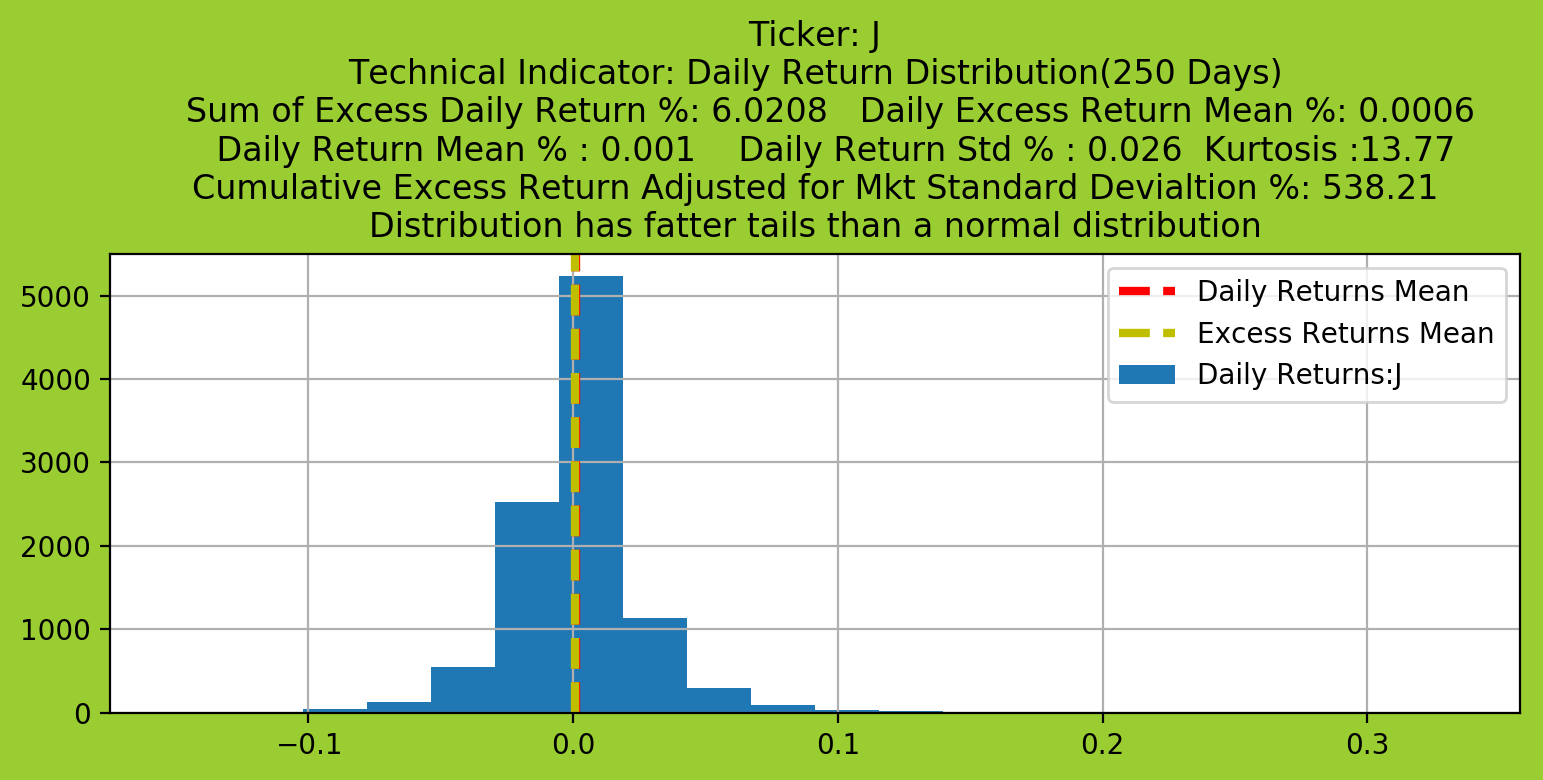 Ticker: J
Technical Indicator: Daily Return Distribution(250 Days)
Sum of Excess Daily Return %: 6.0208   Daily Excess Return Mean %: 0.0006
Daily Return Mean % : 0.001    Daily Return Std % : 0.026  Kurtosis :13.77
Cumulative Excess Return Adjusted for Mkt Standard Devialtion %: 538.21
Distribution has fatter tails than a normal distribution
5000
4000
3000
2000
1000
0
Daily Returns Mean
Excess Returns Mean
Daily Returns:J
−0.1 0.0 0.1 0.2 0.3